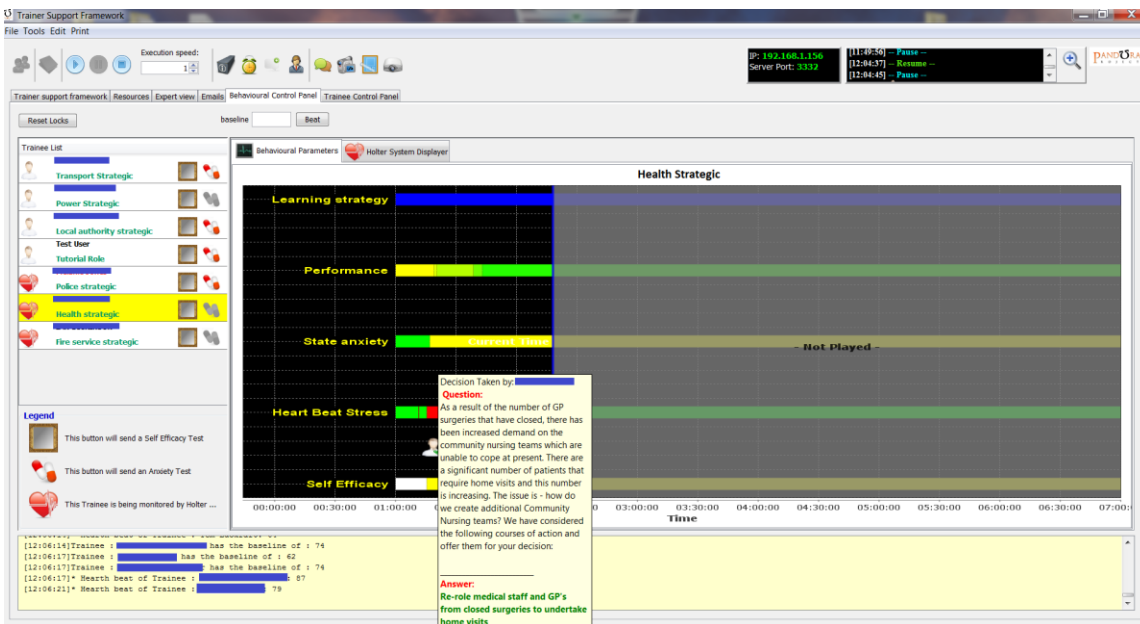 Trainer Support Framework
File Tools Edit Print
Execution speed:
1
IP: 192.168.1.156
Server Port: 3332
[11:49:56] -- Pause --
[12:04:37] -- Resume --
[12:04:45] -- Pause --
PANDORA
Trainer support framework Resources Expert view Emails Behavioural Control Panel Trainee Control Panel
Reset Locks
baseline
Beat
Trainee List
Transport Strategic
Power Strategic
Local authority strategic
Test User
Tutorial Role
Police strategic
Health strategic
Fire service strategic
Legend
This button will send a Self Efficacy Test
This button will send an Anxiety Test
This Trainee is being monitored by Holter ...
Behavioural Parameters Holter System Displayer
Health Strategic
Learning strategy
Performance
State anxiety
Current Time
- Not Played -
Heart Beat Stress
Self Efficacy
00:00:00 00:30:00 01:00:00 03:00:00 03:30:00 04:00:00 04:30:00 05:00:00 05:30:00 06:00:00 06:30:00 07:00:
Time
Decision Taken by:
Question:
As a result of the number of GP
surgeries that have closed, there has
been increased demand on the
community nursing teams which are
unable to cope at present. There are
a significant number of patients that
require home visits and this number
is increasing. The issue is - how do
we create additional Community
Nursing teams? We have considered
the following courses of action and
offer them for your decision:
Answer:
Re-role medical staff and GP's
from closed surgeries to undertake
home visits
[12:06:14]Trainee : has the baseline of : 74
[12:06:17]Trainee : has the baseline of : 62
[12:06:17]Trainee : has the baseline of : 74
[12:06:17]* Hearth beat of Trainee : : 87
[12:06:21]* Hearth beat of Trainee : : 79